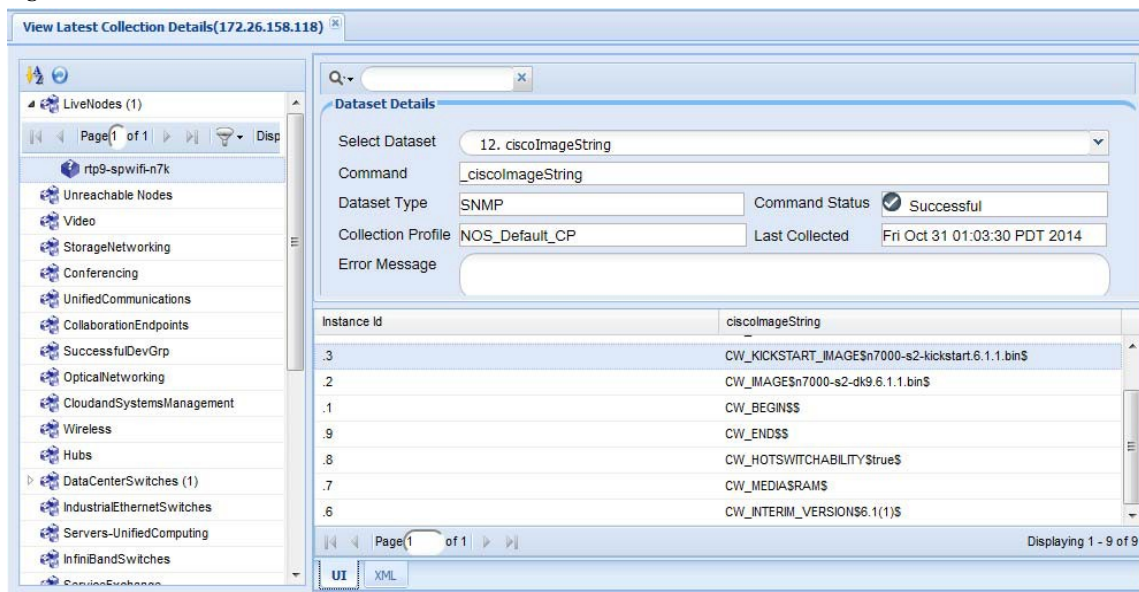 View Latest Collection Details(172.26.158.118)
LiveNodes (1)
Page 1 of 1 Disp
rtp9-spwifi-n7k
Unreachable Nodes
Video
StorageNetworking
Conferencing
UnifiedCommunications
CollaborationEndpoints
SuccessfulDevGrp
OpticalNetworking
CloudandSystemsManagement
Wireless
Hubs
DataCenterSwitches (1)
IndustrialEthernetSwitches
Servers-UnifiedComputing
InfiniBandSwitches
ServiceExchange
Dataset Details
Select Dataset 12. ciscoImageString
Command _ciscoImageString
Dataset Type SNMP Command Status Successful
Collection Profile NOS_Default_CP Last Collected Fri Oct 31 01:03:30 PDT 2014
Error Message
Instance Id ciscoImageString
.3 CW_KICKSTART_IMAGE$n7000-s2-kickstart.6.1.1.bin$
.2 CW_IMAGE$n7000-s2-dk9.6.1.1.bin$
.1 CW_BEGIN$$
.9 CW_END$$
.8 CW_HOTSWITCHABILITY$true$
.7 CW_MEDIA$RAM$
.6 CW_INTERIM_VERSION$6.1(1)$
Page 1 of 1 Displaying 1 - 9 of 9
UI XML